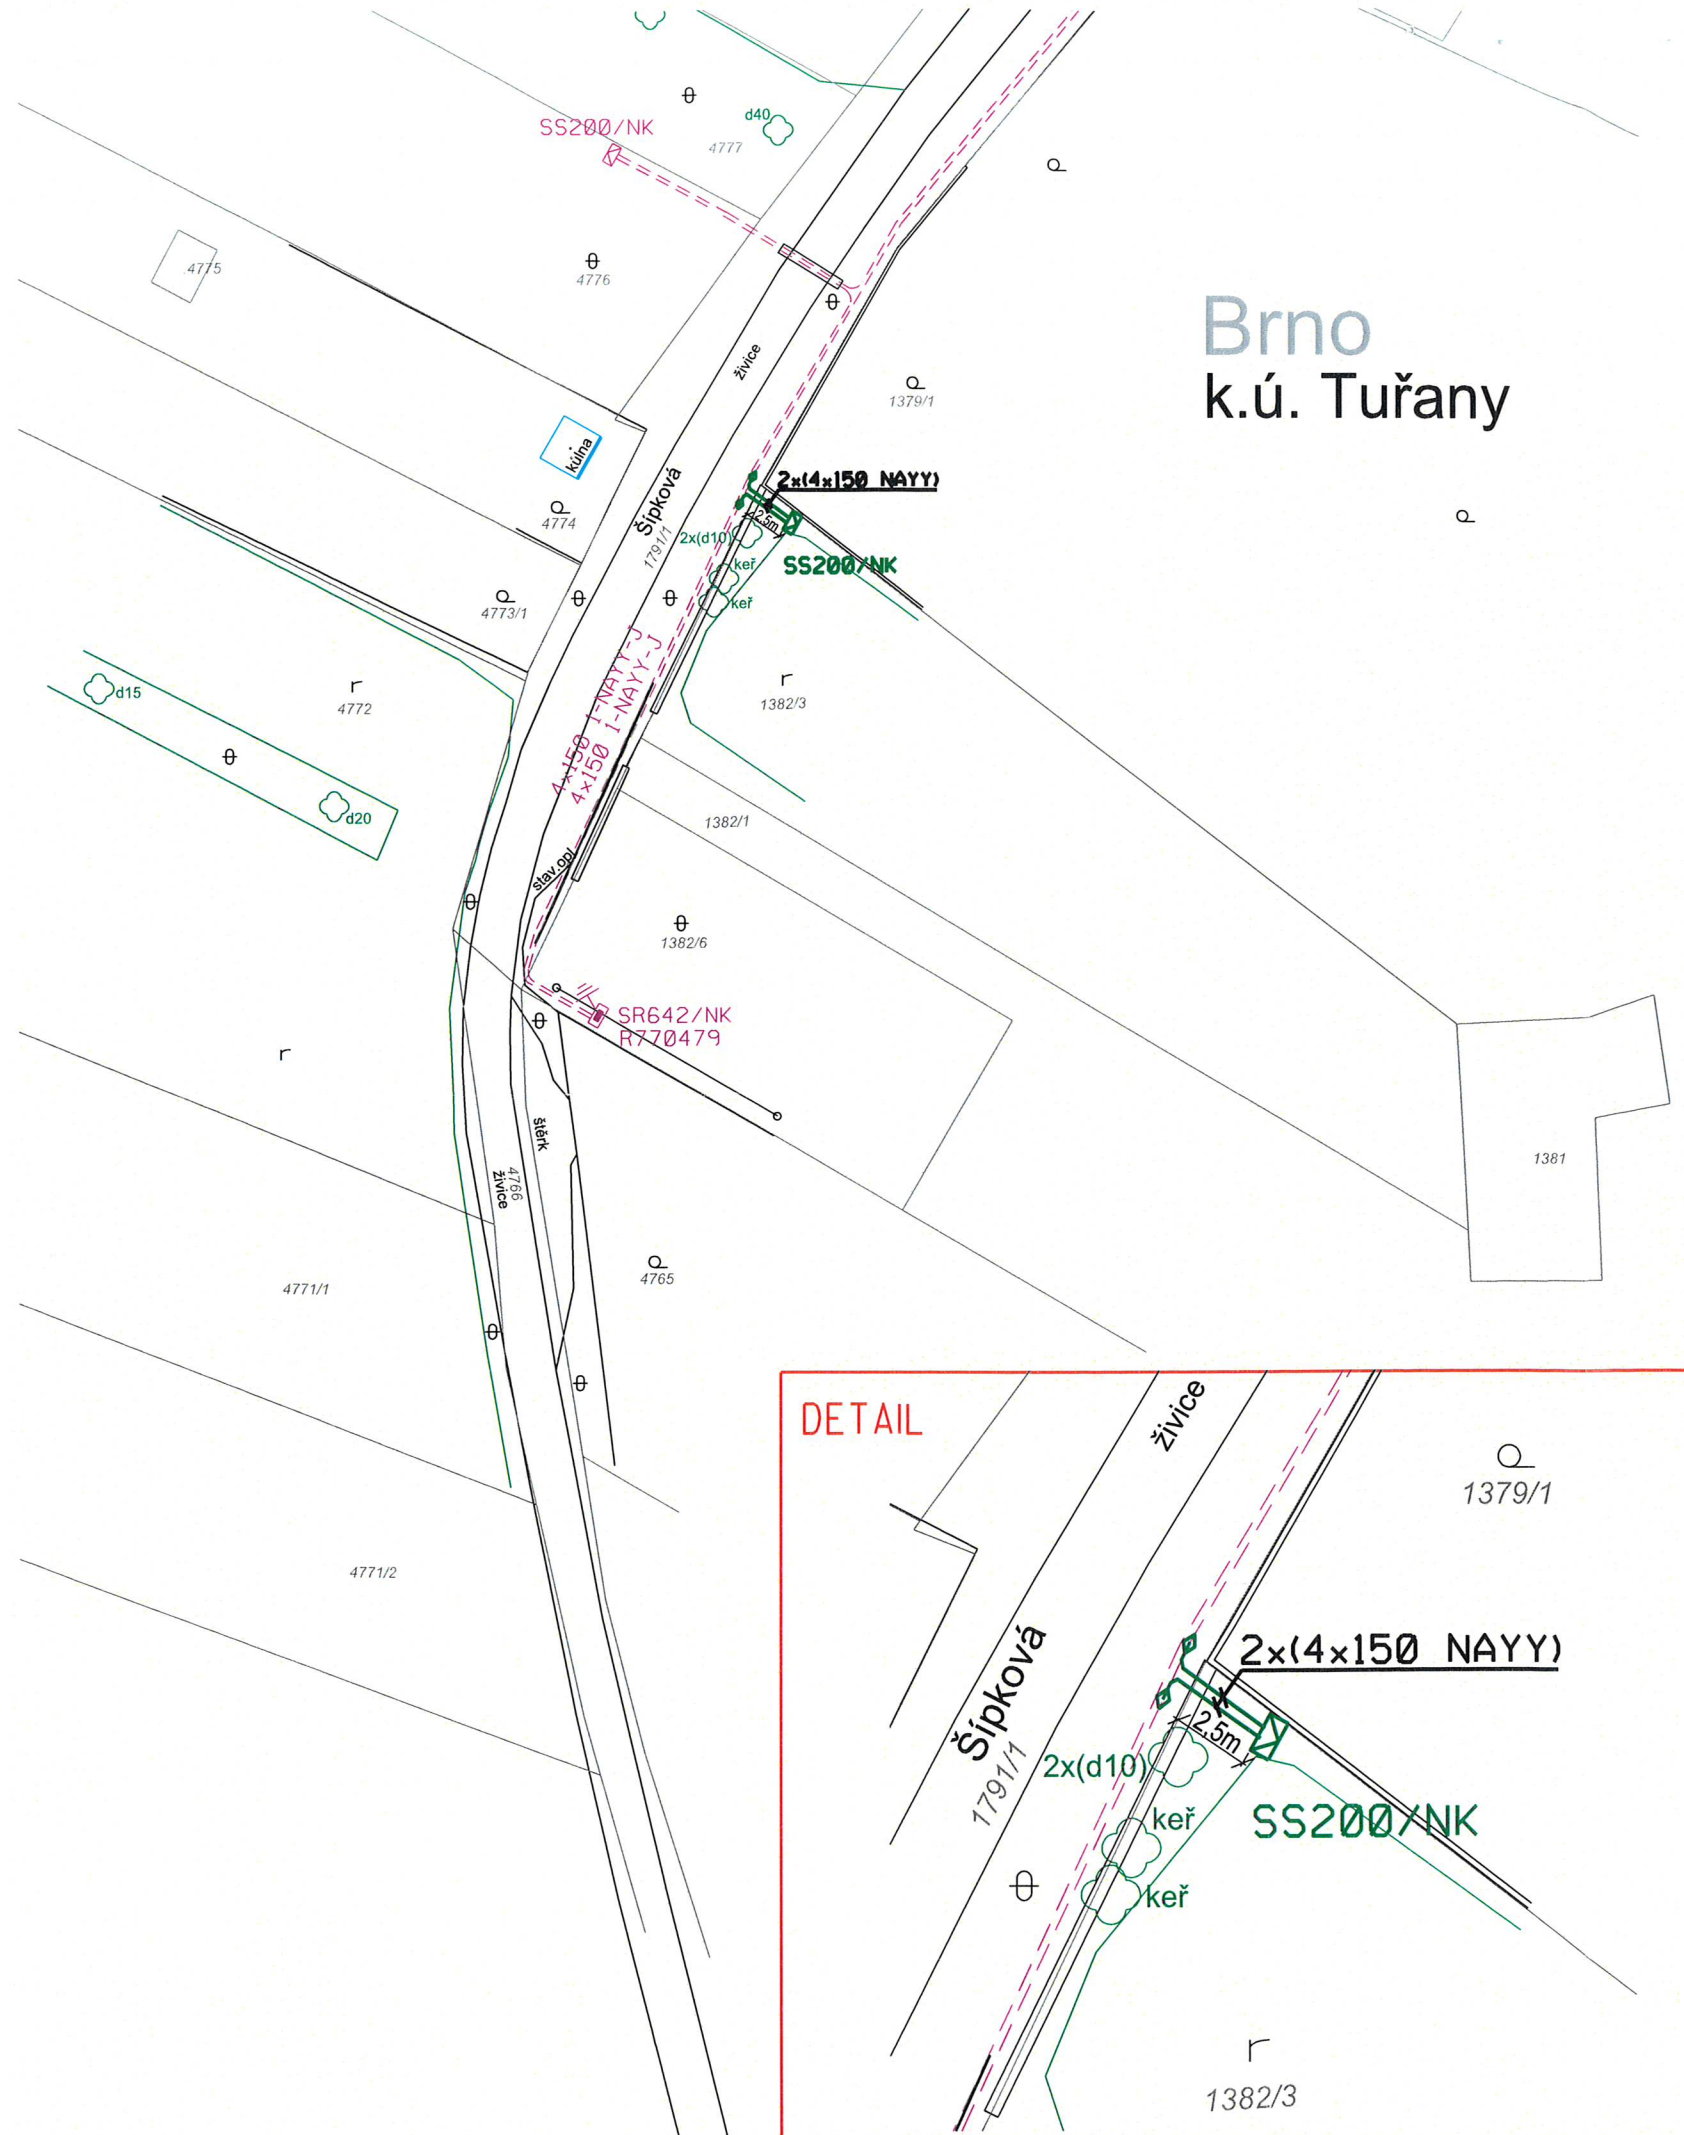 d40
SS200/NK
4777
4775
4776
Brno
k.ú. Tuřany
živice
1379/1
kůlna
4774
Šípková
1791/1
2x(4x150 NAYY)
2,5m
2x(d10)
SS200/NK
keř
keř
4773/1
4x150 1-NAYY-J
4x150 1-NAYY-J
r
4772
d15
r
1382/3
d20
1382/1
stav.opl.
1382/6
SR642/NK
R770479
r
štěrk
4766
živice
1381
4765
4771/1
4771/2
DETAIL
živice
1379/1
Šípková
1791/1
2x(4x150 NAYY)
2,5m
2x(d10)
SS200/NK
keř
keř
r
1382/3